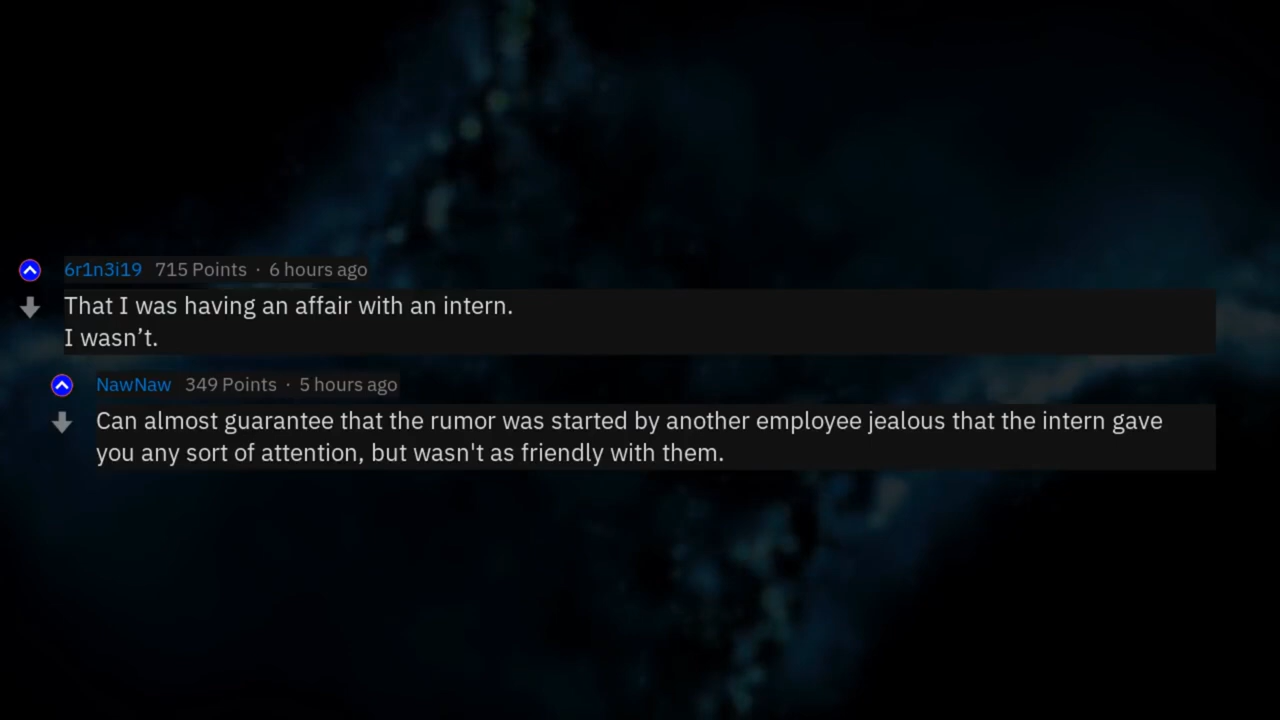 6r1n3i19 715 Points · 6 hours ago
That I was having an affair with an intern.
I wasn’t.
NawNaw 349 Points · 5 hours ago
Can almost guarantee that the rumor was started by another employee jealous that the intern gave
you any sort of attention, but wasn't as friendly with them.